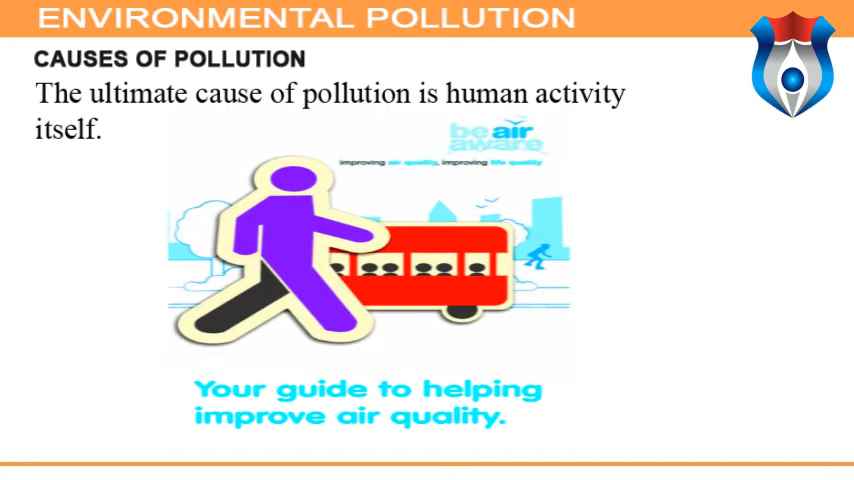 ENVIRONMENTAL POLLUTION
CAUSES OF POLLUTION
The ultimate cause of pollution is human activity
itself.
be air
aware
improving air quality, improving life quality
Your guide to helping
improve air quality.